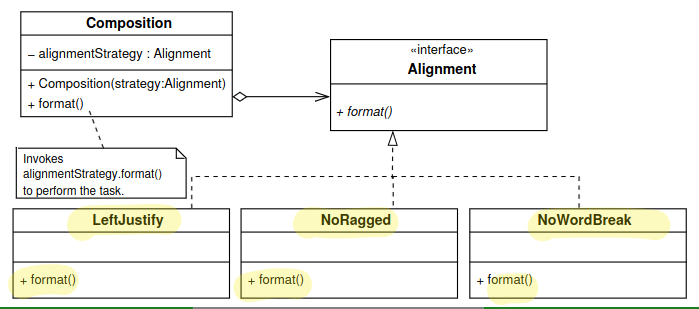 Composition
– alignmentStrategy : Alignment
+ Composition(strategy:Alignment)
+ format()
«interface»
Alignment
+ format()
Invokes
alignmentStrategy.format()
to perform the task.
LeftJustify
+ format()
NoRagged
+ format()
NoWordBreak
+ format()